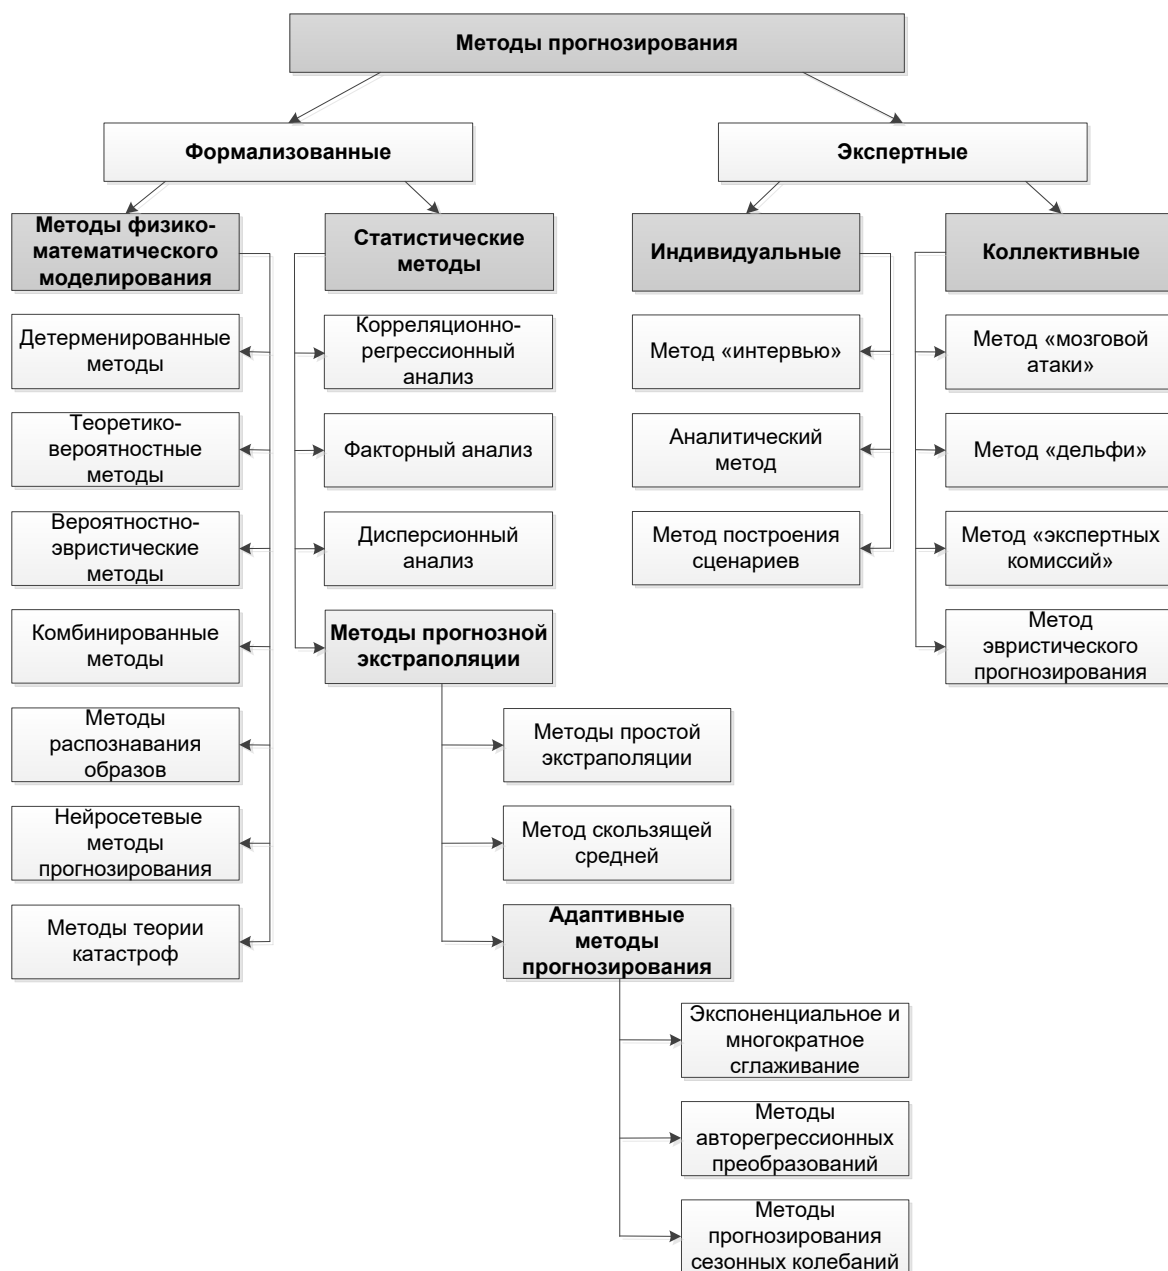 Методы прогнозирования
Формализованные
Экспертные
Методы физико-
математического
моделирования
Статистические
методы
Индивидуальные
Коллективные
Детерменированные
методы
Корреляционно-
регрессионный
анализ
Метод «интервью»
Метод «мозговой
атаки»
Теоретико-
вероятностные
методы
Факторный анализ
Аналитический
метод
Метод «дельфи»
Вероятностно-
эвристические
методы
Дисперсионный
анализ
Метод построения
сценариев
Метод «экспертных
комиссий»
Комбинированные
методы
Методы прогнозной
экстраполяции
Метод
эвристического
прогнозирования
Методы
распознавания
образов
Методы простой
экстраполяции
Нейросетевые
методы
прогнозирования
Метод скользящей
средней
Методы теории
катастроф
Адаптивные
методы
прогнозирования
Экспоненциальное и
многократное
сглаживание
Методы
авторегрессионных
преобразований
Методы
прогнозирования
сезонных колебаний